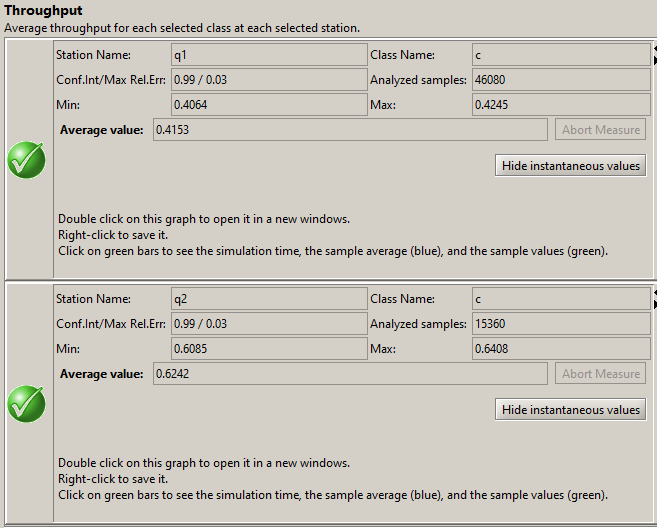 Throughput
Average throughput for each selected class at each selected station.
Station Name: q1 Class Name: c
Conf.Int/Max Rel.Err: 0.99 / 0.03 Analyzed samples: 46080
Min: 0.4064 Max: 0.4245
Average value: 0.4153 Abort Measure
Hide instantaneous values
Double click on this graph to open it in a new windows.
Right-click to save it.
Click on green bars to see the simulation time, the sample average (blue), and the sample values (green).
Station Name: q2 Class Name: c
Conf.Int/Max Rel.Err: 0.99 / 0.03 Analyzed samples: 15360
Min: 0.6085 Max: 0.6408
Average value: 0.6242 Abort Measure
Hide instantaneous values
Double click on this graph to open it in a new windows.
Right-click to save it.
Click on green bars to see the simulation time, the sample average (blue), and the sample values (green).